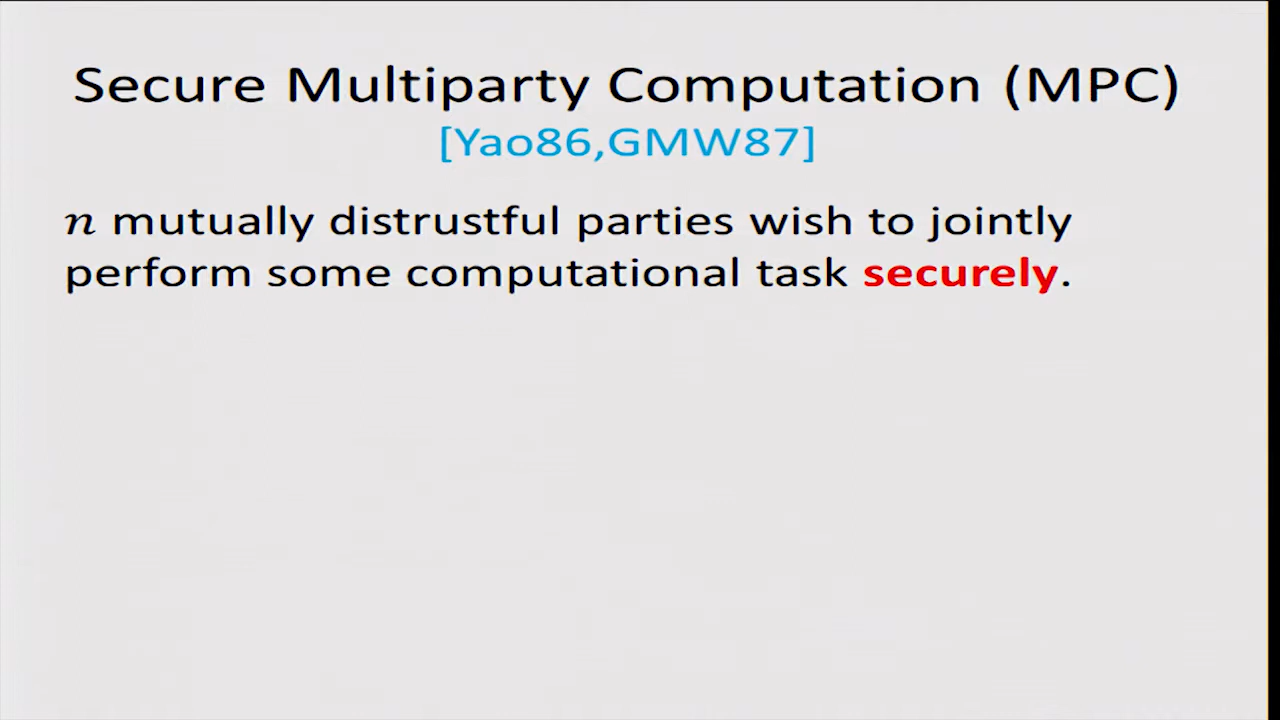 Secure Multiparty Computation (MPC)
[Yao86,GMW87]
n mutually distrustful parties wish to jointly
perform some computational task securely.